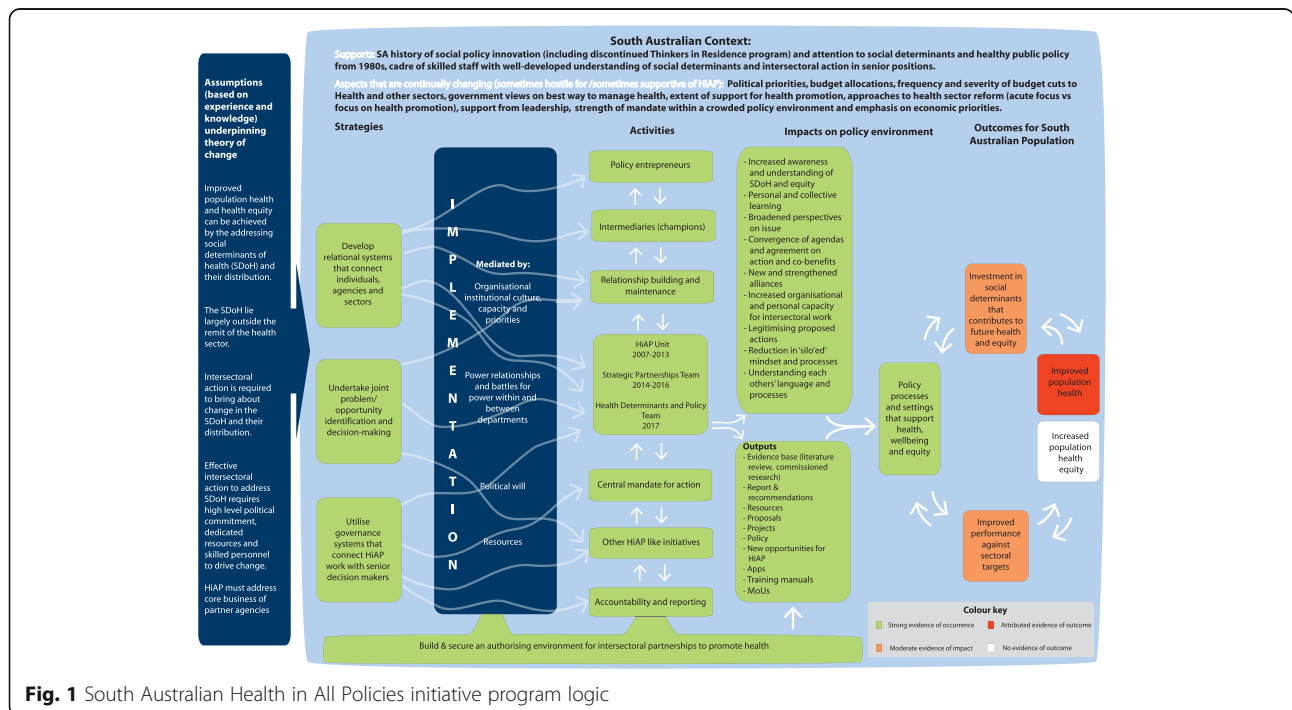 South Australian Context:
Supports: SA history of social policy innovation (including discontinued Thinkers in Residence program) and attention to social determinants and healthy public policy
from 1980s, cadre of skilled staff with well-developed understanding of social determinants and intersectoral action in senior positions.
Aspects that are continually changing (sometimes hostile for /sometimes supportive of HiAP): Political priorities, budget allocations, frequency and severity of budget cuts to
Health and other sectors, government views on best way to manage health, extent of support for health promotion, approaches to health sector reform (acute focus vs
focus on health promotion), support from leadership, strength of mandate within a crowded policy environment and emphasis on economic priorities.
Assumptions
(based on
experience and
knowledge)
underpinning
theory of
change
Improved
population health
and health equity
can be achieved
by the addressing
social
determinants of
health (SDoH) and
their distribution.
The SDoH lie
largely outside the
remit of the health
sector.
Intersectoral
action is required
to bring about
change in the
SDoH and their
distribution.
Effective
intersectoral
action to address
SDoH requires
high level political
commitment,
dedicated
resources and
skilled personnel
to drive change.
HiAP must address
core business of
partner agencies
Strategies
Develop
relational systems
that connect
individuals,
agencies and
sectors
Undertake joint
problem/
opportunity
identification and
decision-making
Utilise
governance
systems that
connect HiAP
work with senior
decision makers
IMPLEMENTATION
Mediated by:
Organisational
institutional culture,
capacity and
priorities
Power relationships
and battles for
power within and
between
departments
Political will
Resources
Activities
Policy entrepreneurs
Intermediaries (champions)
Relationship building and
maintenance
HiAP Unit
2007-2013
Strategic Partnerships Team
2014-2016
Health Determinants and Policy
Team
2017
Central mandate for action
Other HiAP like initiatives
Accountability and reporting
Build & secure an authorising environment for intersectoral partnerships to promote health
Impacts on policy environment
- Increased awareness
and understanding of
SDoH and equity
- Personal and collective
learning
- Broadened perspectives
on issue
- Convergence of agendas
and agreement on
action and co-benefits
- New and strengthened
alliances
- Increased organisational
and personal capacity
for intersectoral work
- Legitimising proposed
actions
- Reduction in 'silo'ed'
mindset and processes
- Understanding each
others' language and
processes
Outputs
- Evidence base (literature
review, commissioned
research)
- Report &
recommendations
- Resources
- Proposals
- Projects
- Policy
- New opportunities for
HiAP
- Apps
- Training manuals
- MoUs
Policy
processes
and settings
that support
health,
wellbeing
and equity
Outcomes for South
Australian Population
Investment in
social
determinants
that
contributes to
future health
and equity
Improved
population
health
Increased
population
health
equity
Improved
performance
against
sectoral
targets
Colour key
Strong evidence of occurrence
Attributed evidence of outcome
Moderate evidence of impact
No evidence of outcome
Fig. 1 South Australian Health in All Policies initiative program logic